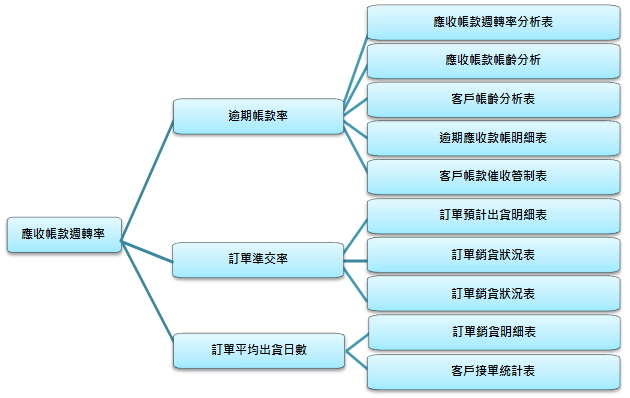 應收帳款週轉率
逾期帳款率
應收帳款週轉率分析表
應收帳款帳齡分析
客戶帳齡分析表
逾期應收款帳明細表
客戶帳款催收管制表
訂單準交率
訂單預計出貨明細表
訂單銷貨狀況表
訂單銷貨狀況表
訂單平均出貨日數
訂單銷貨明細表
客戶接單統計表